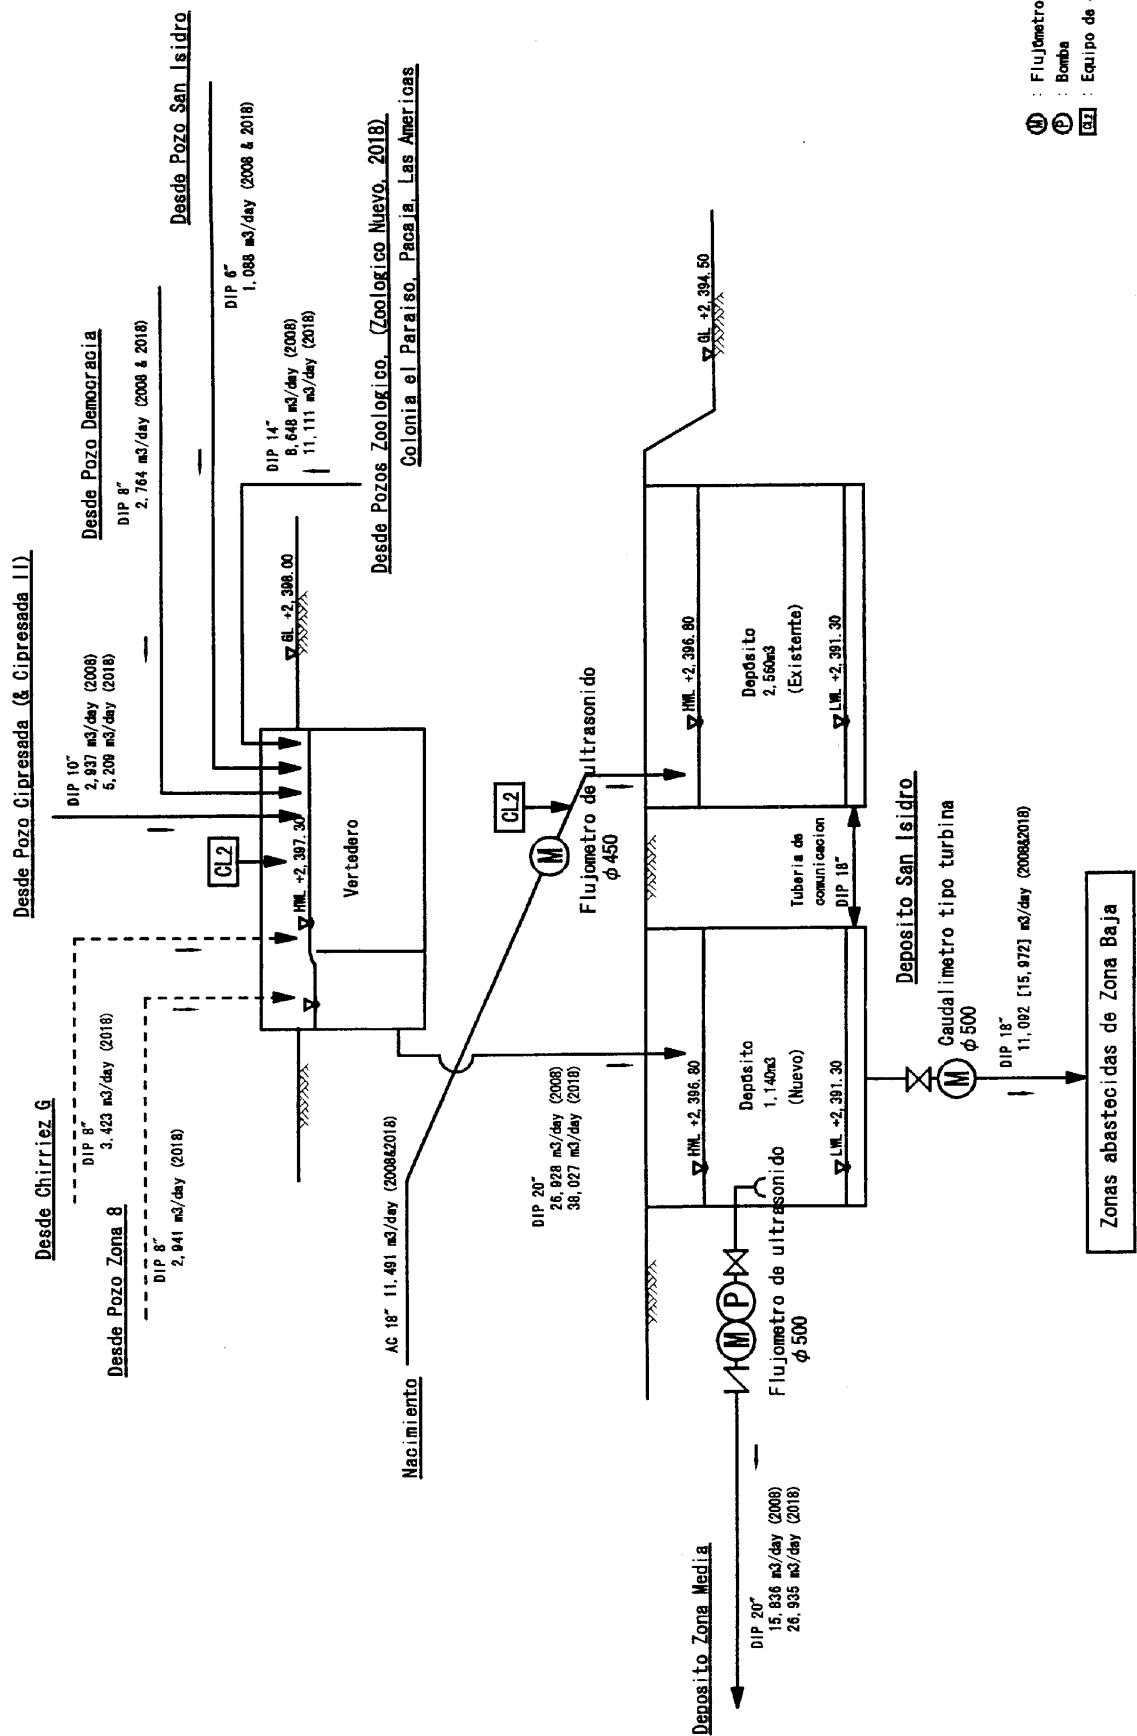 Desde Pozo Cipresada (& Cipresada II)
DIP 10″
2,937 m3/day (2008)
5,209 m3/day (2018)
Desde Pozo Democracia
DIP 8″
2,764 m3/day (2008 & 2018)
Desde Pozo San Isidro
DIP 6″
1,088 m3/day (2008 & 2018)
DIP 14″
8,648 m3/day (2008)
11,111 m3/day (2018)
Desde Pozos Zoologico, (Zoologico Nuevo, 2018)
Colonia el Paraiso, Pacaja, Las Americas
Desde Chirriez G
DIP 8″
3,423 m3/day (2018)
Desde Pozo Zona 8
DIP 8″
2,941 m3/day (2018)
CL2
HWL +2,397.30
Vertedero
GL +2,398.00
Nacimiento
AC 18″ 11,491 m3/day (2008&2018)
DIP 20″
26,928 m3/day (2008)
38,027 m3/day (2018)
CL2
M
Flujometro de ultrasonido
φ450
GL +2,394.50
HWL +2,396.80
Depósito
1,140m3
(Nuevo)
LWL +2,391.30
HWL +2,396.80
Depósito
2,560m3
(Existente)
LWL +2,391.30
Tuberia de
comunicacion
DIP 18″
M
P
Flujometro de ultrasonido
φ500
Deposito Zona Media
DIP 20″
15,836 m3/day (2008)
26,935 m3/day (2018)
Deposito San Isidro
Caudalimetro tipo turbina
φ500
M
DIP 18″
11,092 [15,972] m3/day (2008&2018)
Zonas abastecidas de Zona Baja
M : Flujómetro
P : Bomba
CL2 : Equipo de